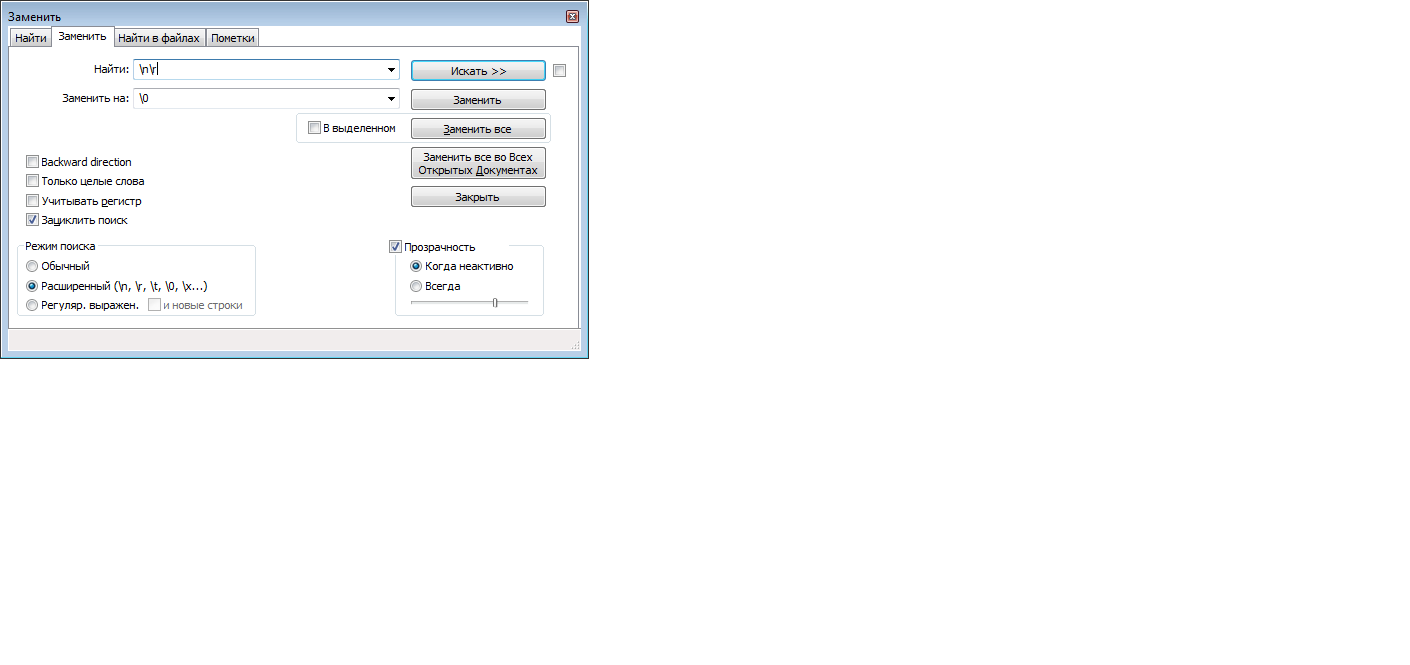 Заменить
Найти Заменить Найти в файлах Пометки
Найти: \n\r Искать >>
Заменить на: \0 Заменить
В выделенном Заменить все
Заменить все во Всех
Открытых Документах
Backward direction
Только целые слова
Учитывать регистр
Закрыть
Зациклить поиск
Режим поиска
Обычный
Расширенный (\n, \r, \t, \0, \x...)
Регуляр. выражен. и новые строки
Прозрачность
Когда неактивно
Всегда